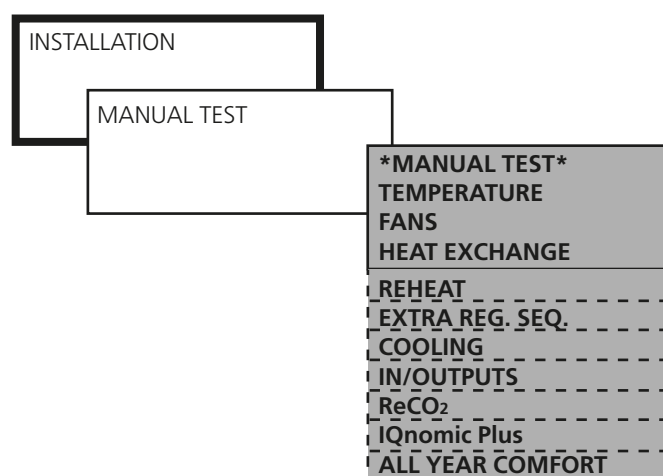 INSTALLATION
MANUAL TEST
*MANUAL TEST*
TEMPERATURE
FANS
HEAT EXCHANGE
REHEAT
EXTRA REG. SEQ.
COOLING
IN/OUTPUTS
ReCO₂
IQnomic Plus
ALL YEAR COMFORT